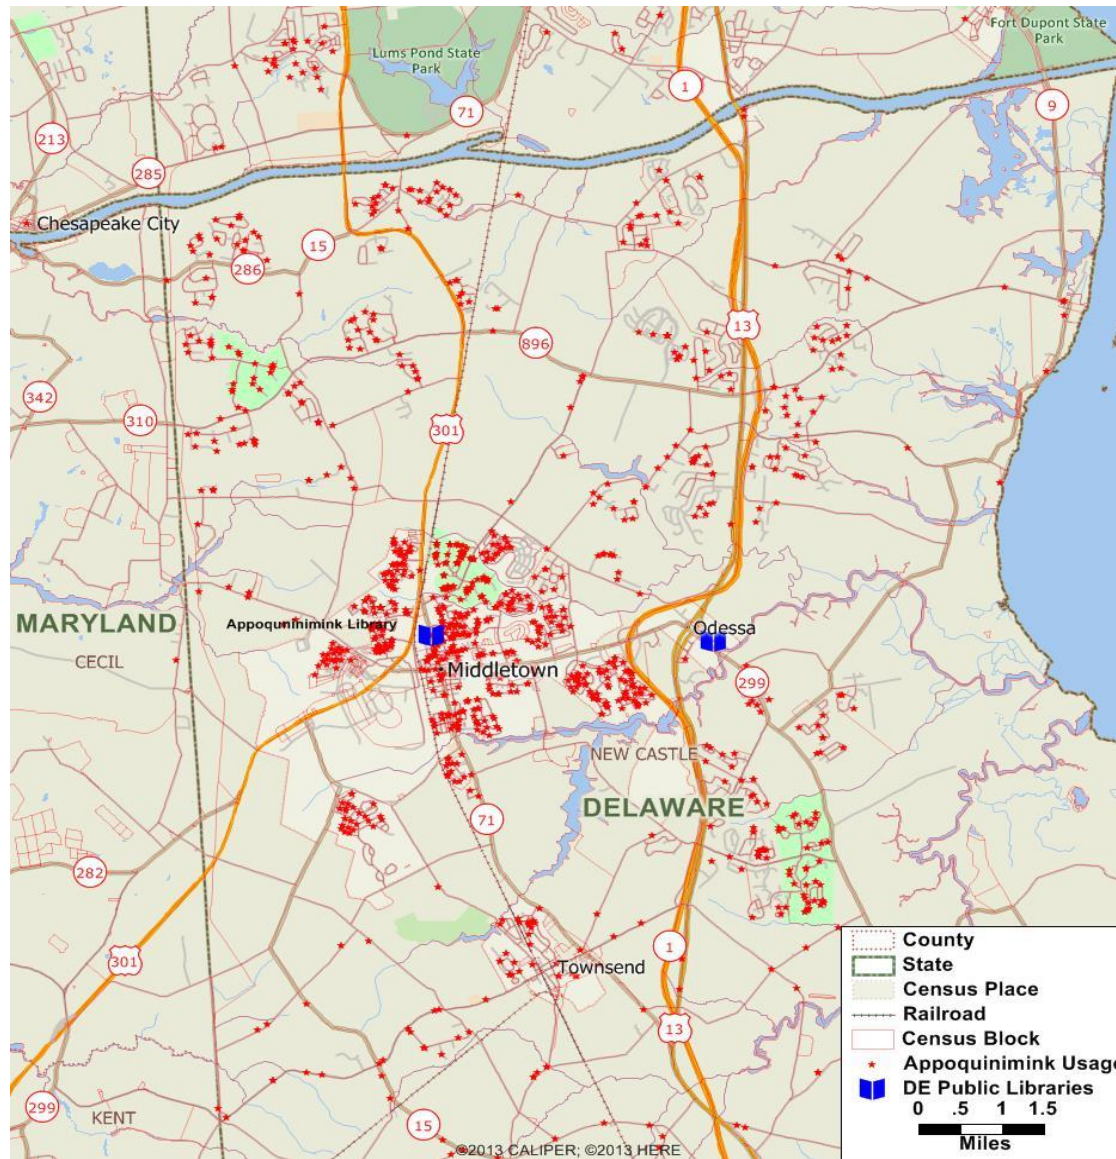 Lums Pond State
Park
Fort Dupont State
Park
1
9
71
213
285
Chesapeake City
15
286
13
896
342
310
301
MARYLAND
Appoquninimink Library
Odessa
CECIL
Middletown
299
NEW CASTLE
DELAWARE
71
282
1
301
Townsend
13
299
KENT
15
County
State
Census Place
Railroad
Census Block
Appoquinimink Usage
DE Public Libraries
0 .5 1 1.5
Miles
©2013 CALIPER; ©2013 HERE